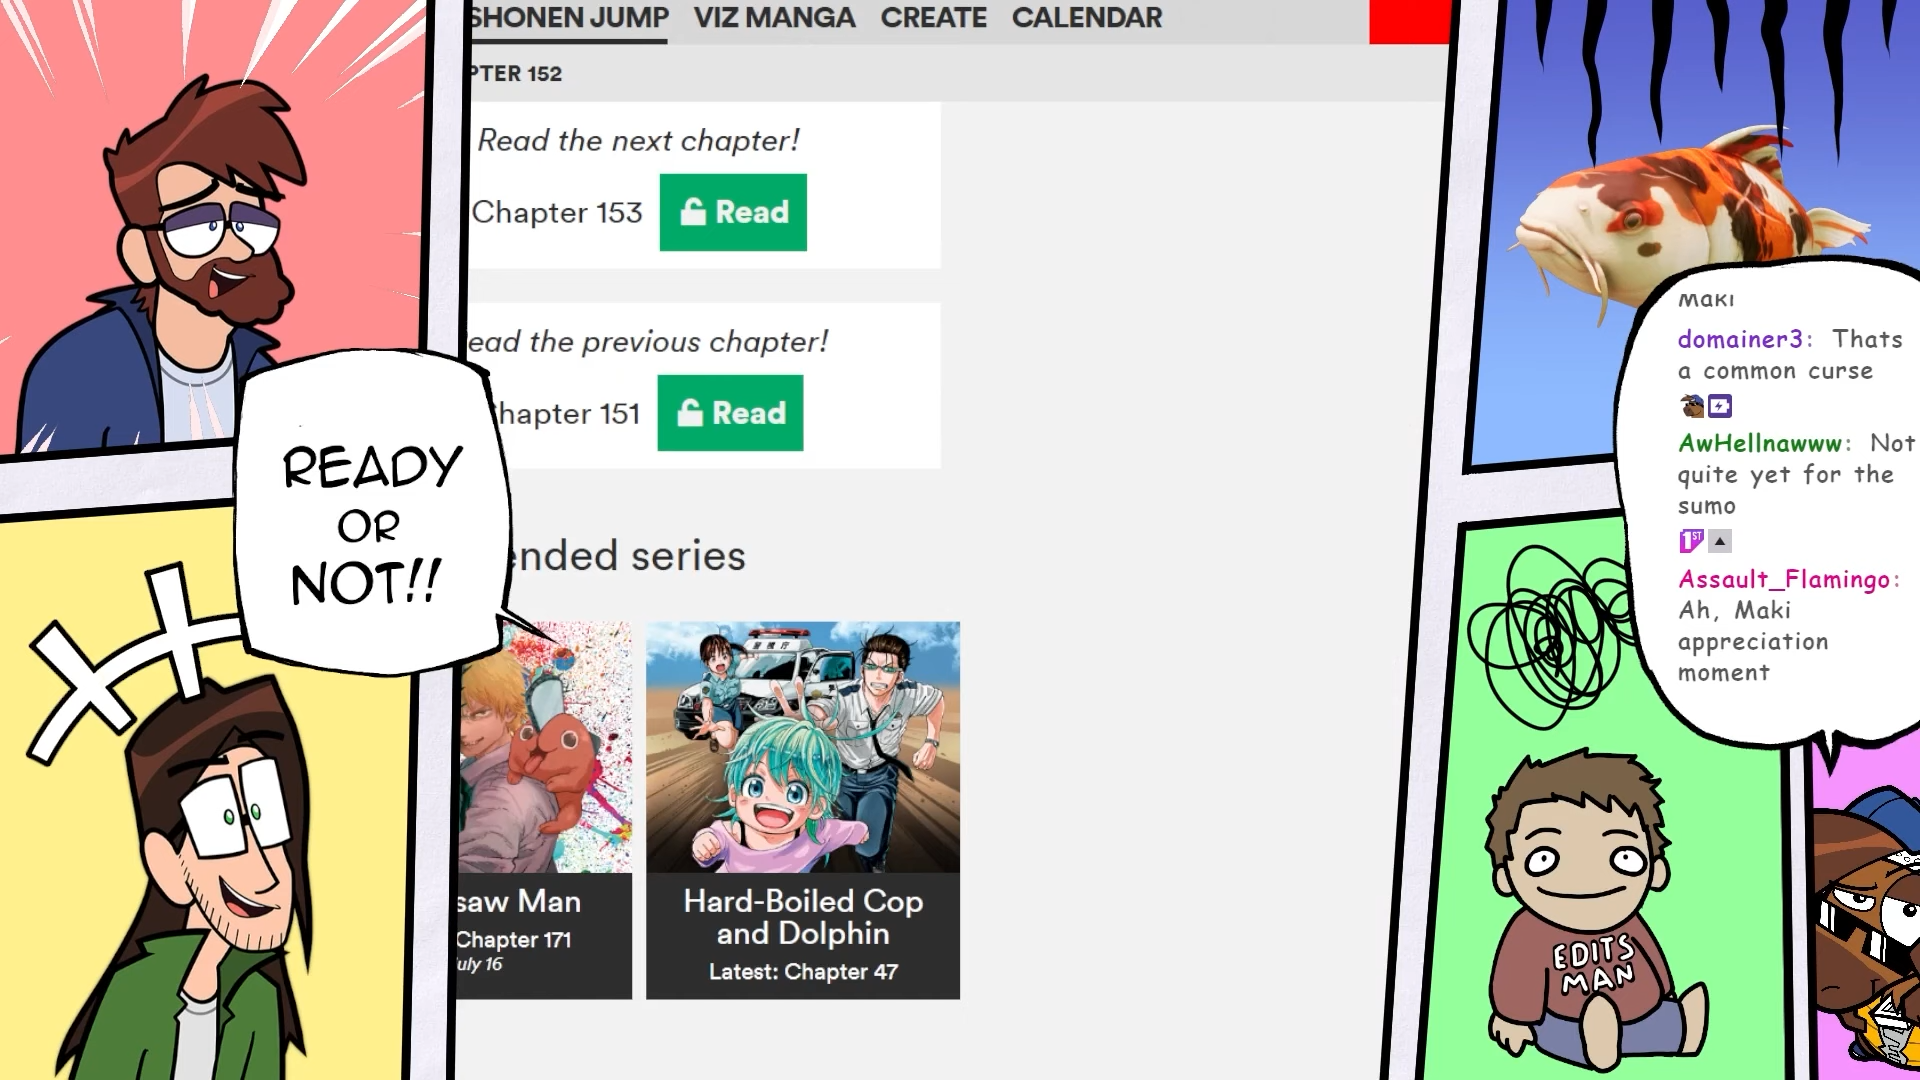 SHONEN JUMP VIZ MANGA CREATE CALENDAR
PTER 152
Read the next chapter!
Chapter 153 Read
ead the previous chapter!
hapter 151 Read
READY
OR
NOT!!
ended series
saw Man
Chapter 171
uly 16
Hard-Boiled Cop
and Dolphin
Latest: Chapter 47
Maki
domainer3: Thats
a common curse
AwHellnawww: Not
quite yet for the
sumo
1ST
Assault_Flamingo:
Ah, Maki
appreciation
moment
EDITS
MAN